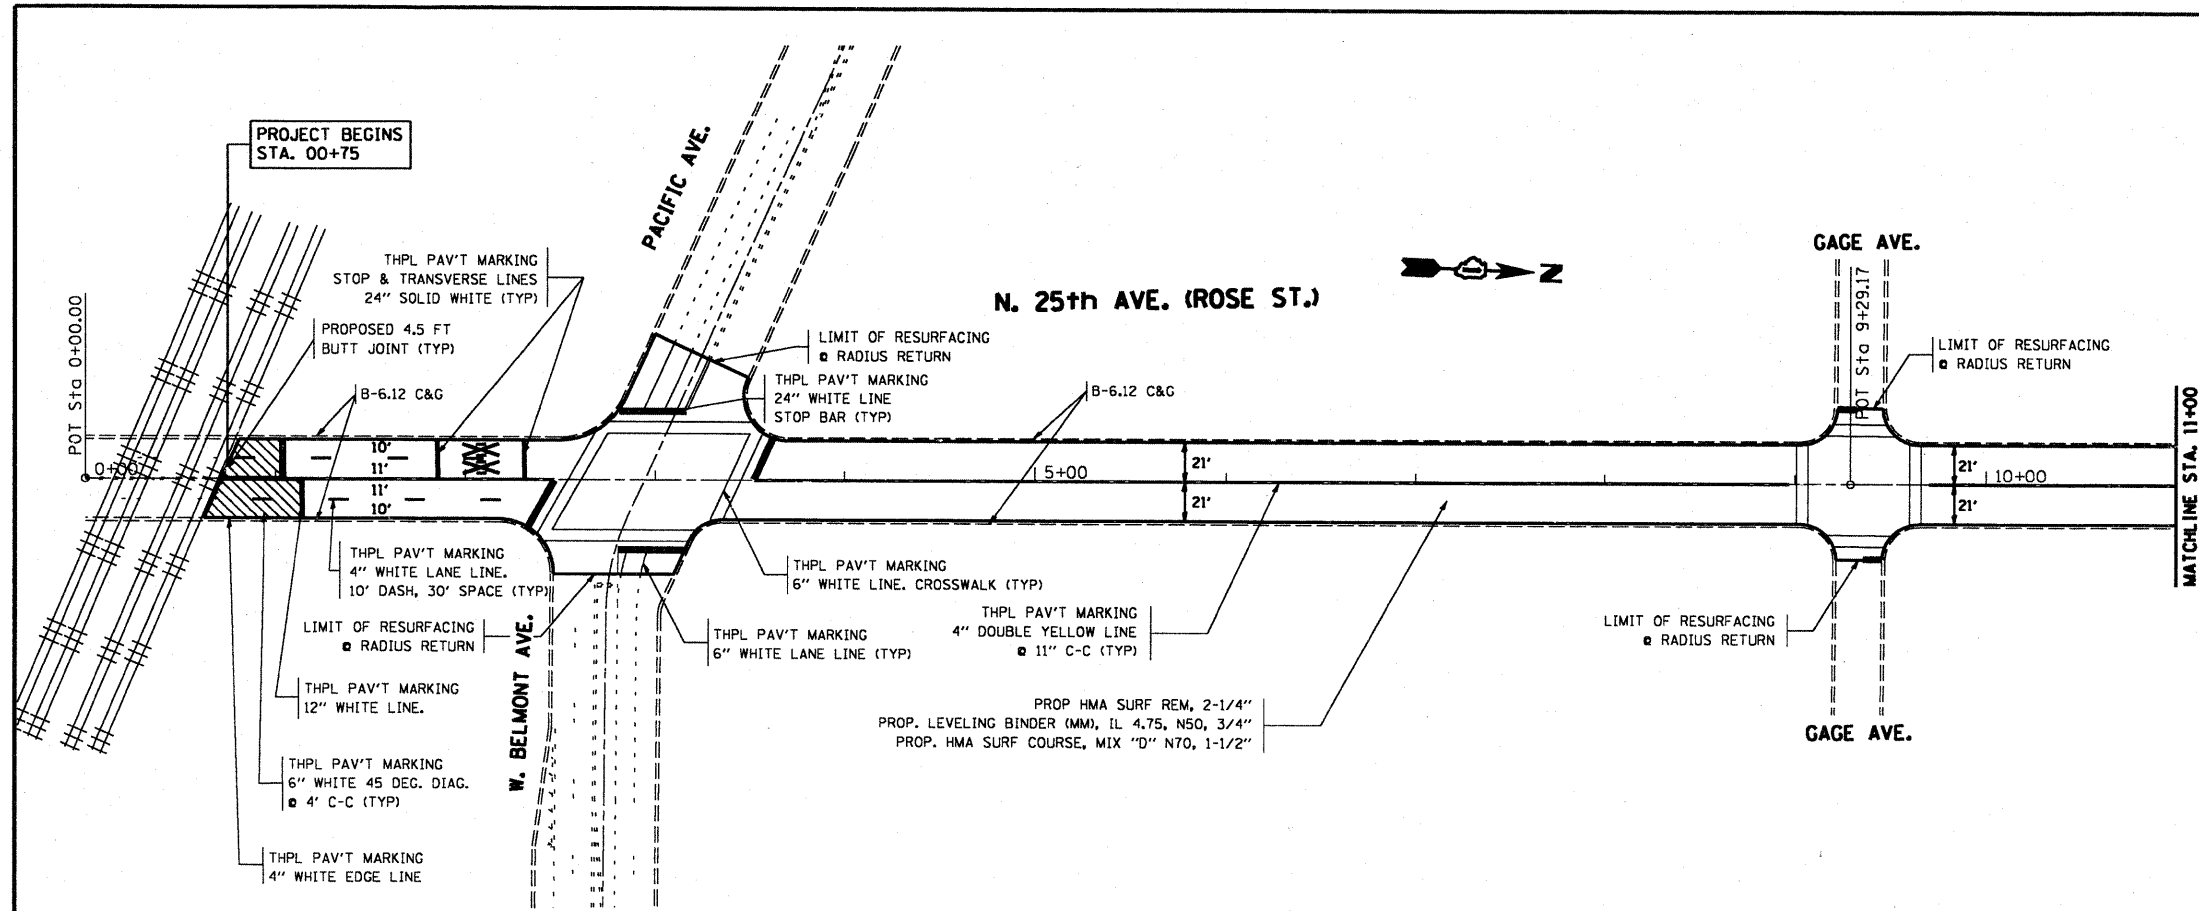 PROJECT BEGINS
STA. 00+75
PACIFIC AVE.
THPL PAV'T MARKING
STOP & TRANSVERSE LINES
24" SOLID WHITE (TYP)
PROPOSED 4.5 FT
BUTT JOINT (TYP)
POT Sta 0+00.00
B-6.12 C&G
N. 25th AVE. (ROSE ST.)
N
LIMIT OF RESURFACING
@ RADIUS RETURN
THPL PAV'T MARKING
24" WHITE LINE
STOP BAR (TYP)
B-6.12 C&G
GAGE AVE.
POT Sta 9+29.17
LIMIT OF RESURFACING
@ RADIUS RETURN
MATCHLINE STA. 11+00
0+00
10'
11'
11'
10'
21'
21'
5+00
21'
21'
10+00
THPL PAV'T MARKING
4" WHITE LANE LINE.
10' DASH, 30' SPACE (TYP)
LIMIT OF RESURFACING
@ RADIUS RETURN
W. BELMONT AVE.
THPL PAV'T MARKING
6" WHITE LINE. CROSSWALK (TYP)
THPL PAV'T MARKING
6" WHITE LANE LINE (TYP)
THPL PAV'T MARKING
4" DOUBLE YELLOW LINE
@ 11" C-C (TYP)
LIMIT OF RESURFACING
@ RADIUS RETURN
THPL PAV'T MARKING
12" WHITE LINE.
PROP HMA SURF REM, 2-1/4"
PROP. LEVELING BINDER (MM), IL 4.75, N50, 3/4"
PROP. HMA SURF COURSE, MIX "D" N70, 1-1/2"
GAGE AVE.
THPL PAV'T MARKING
6" WHITE 45 DEG. DIAG.
@ 4' C-C (TYP)
THPL PAV'T MARKING
4" WHITE EDGE LINE